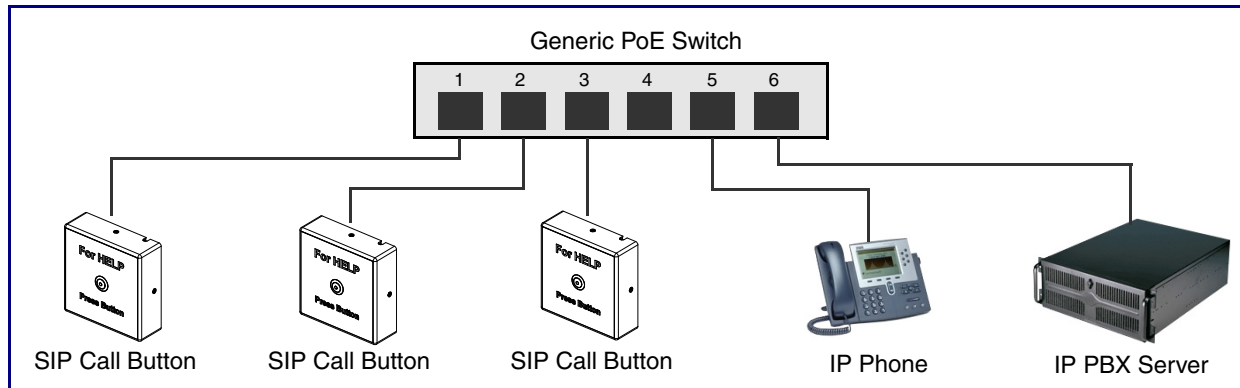 Generic PoE Switch
1 2 3 4 5 6
For HELP
Press Button
For HELP
Press Button
For HELP
Press Button
SIP Call Button
SIP Call Button
SIP Call Button
IP Phone
IP PBX Server